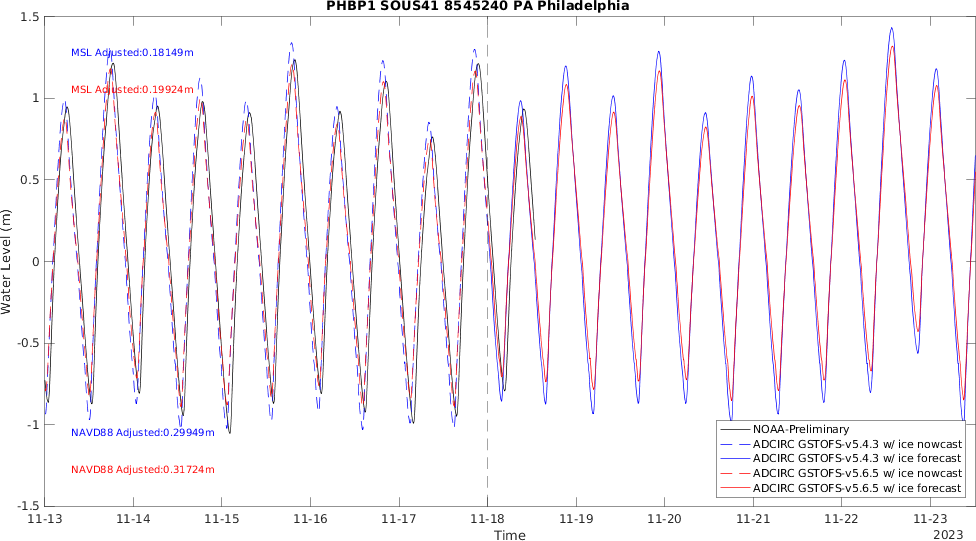 PHBP1 SOUS41 8545240 PA Philadelphia
1.5
1
0.5
0
-0.5
-1
-1.5
Water Level (m)
MSL Adjusted:0.18149m
MSL Adjusted:0.19924m
NAVD88 Adjusted:0.29949m
NAVD88 Adjusted:0.31724m
NOAA-Preliminary
ADCIRC GSTOFS-v5.4.3 w/ ice nowcast
ADCIRC GSTOFS-v5.4.3 w/ ice forecast
ADCIRC GSTOFS-v5.6.5 w/ ice nowcast
ADCIRC GSTOFS-v5.6.5 w/ ice forecast
11-13 11-14 11-15 11-16 11-17 11-18 11-19 11-20 11-21 11-22 11-23
Time
2023